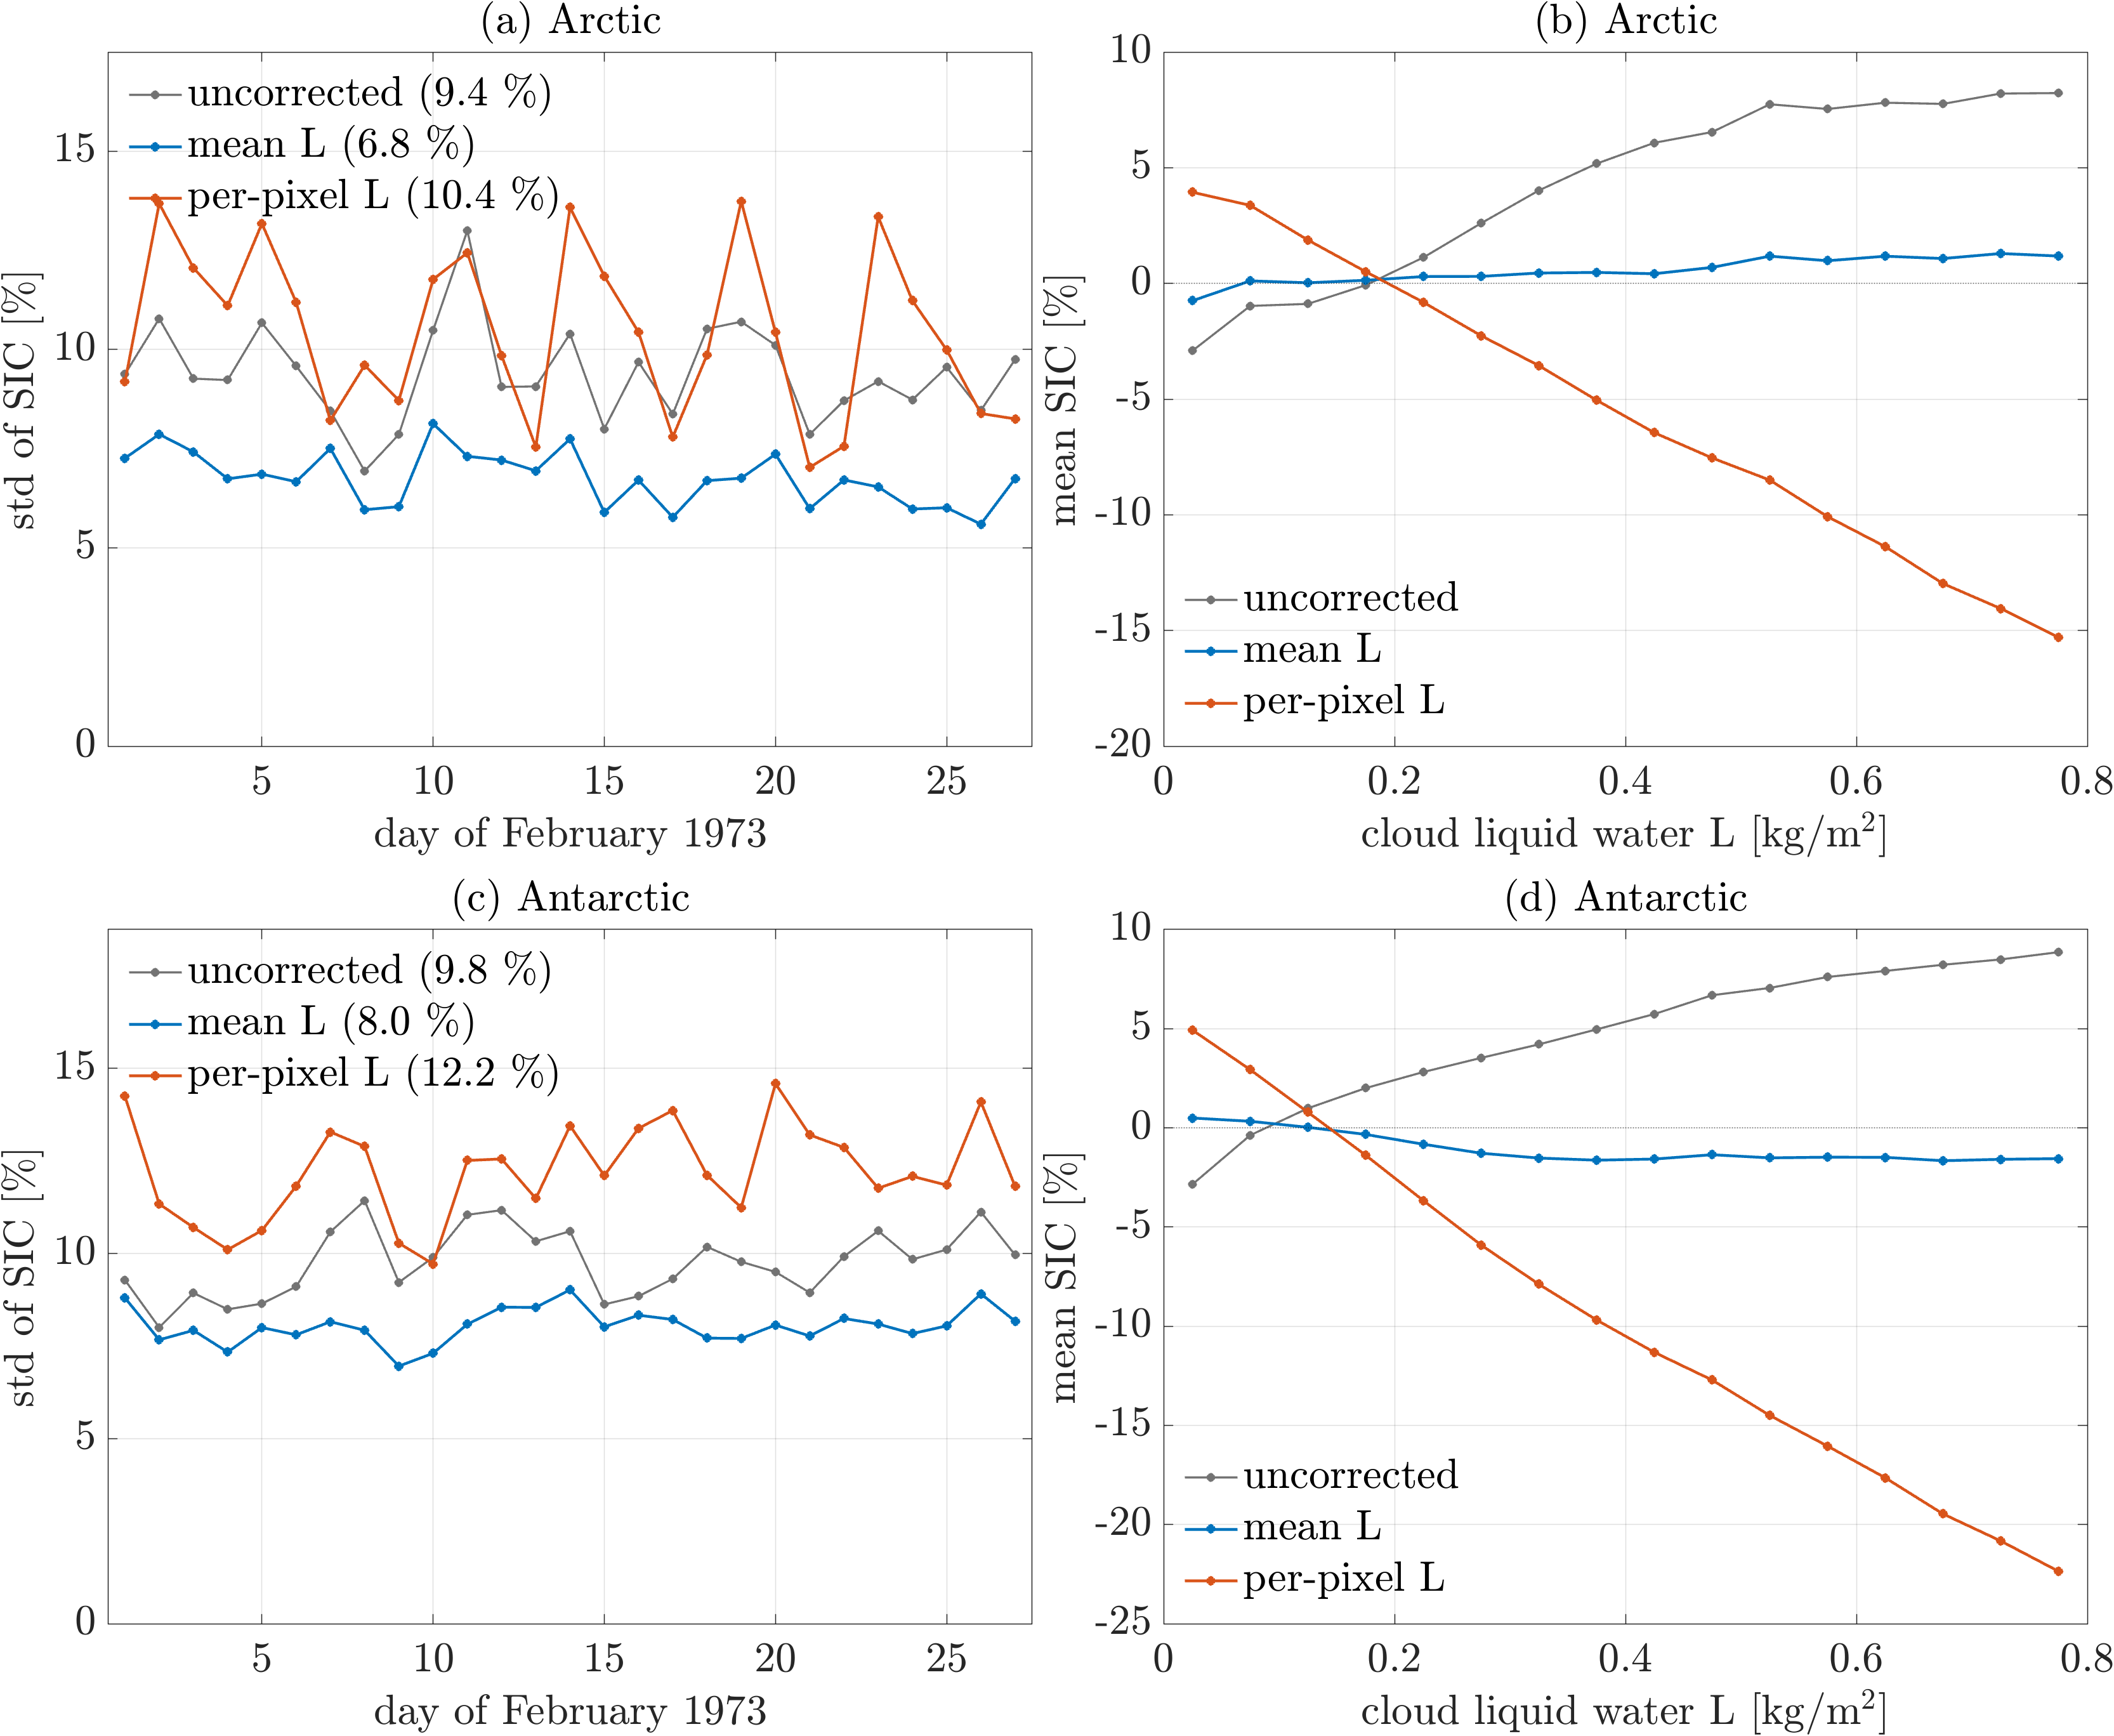 (a) Arctic
uncorrected (9.4 %)
mean L (6.8 %)
per-pixel L (10.4 %)
std of SIC [%]
15
10
5
0
5 10 15 20 25
day of February 1973
(b) Arctic
mean SIC [%]
10
5
0
-5
-10
-15
-20
uncorrected
mean L
per-pixel L
0 0.2 0.4 0.6 0.8
cloud liquid water L [kg/m²]
(c) Antarctic
uncorrected (9.8 %)
mean L (8.0 %)
per-pixel L (12.2 %)
std of SIC [%]
15
10
5
0
5 10 15 20 25
day of February 1973
(d) Antarctic
mean SIC [%]
10
5
0
-5
-10
-15
-20
-25
uncorrected
mean L
per-pixel L
0 0.2 0.4 0.6 0.8
cloud liquid water L [kg/m²]